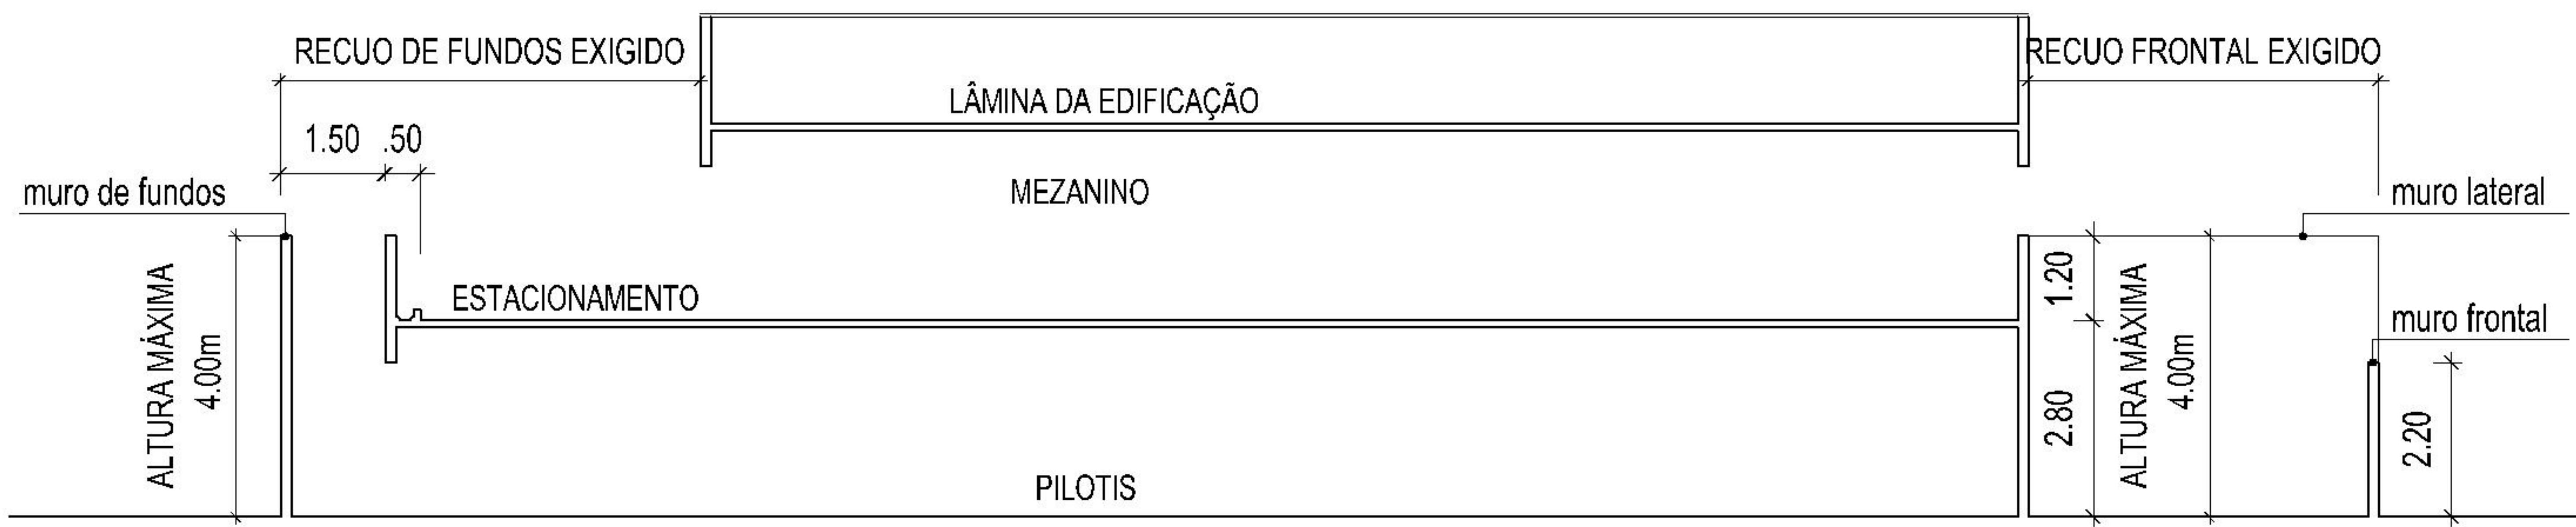 RECUO DE FUNDOS EXIGIDO
RECUO FRONTAL EXIGIDO
LÂMINA DA EDIFICAÇÃO
1.50
.50
muro de fundos
MEZANINO
muro lateral
ALTURA MÁXIMA
4.00m
ESTACIONAMENTO
1.20
2.80
ALTURA MÁXIMA
4.00m
muro frontal
2.20
PILOTIS